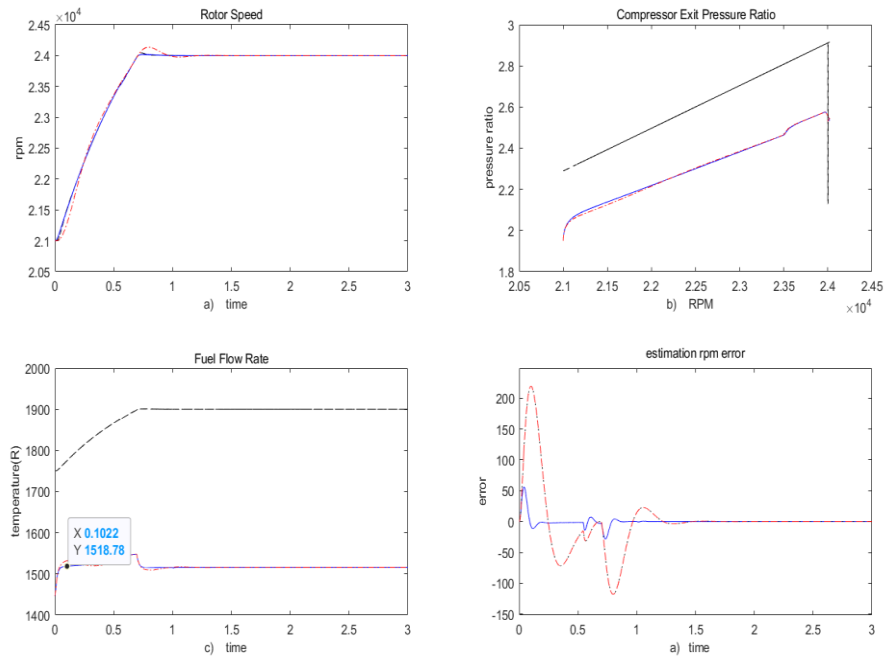 Rotor Speed
2.5 ×10⁴
2.45
2.4
2.35
2.3
2.25
2.2
2.15
2.1
2.05
rpm
0 0.5 1 1.5 2 2.5 3
a) time
Compressor Exit Pressure Ratio
3
2.8
2.6
2.4
2.2
2
1.8
pressure ratio
2.05 2.1 2.15 2.2 2.25 2.3 2.35 2.4 2.45
×10⁴
b) RPM
Fuel Flow Rate
2000
1900
1800
1700
1600
1500
1400
temperature(R)
X 0.1022
Y 1518.78
0 0.5 1 1.5 2 2.5 3
c) time
estimation rpm error
200
150
100
50
0
-50
-100
-150
error
0 0.5 1 1.5 2 2.5 3
a) time